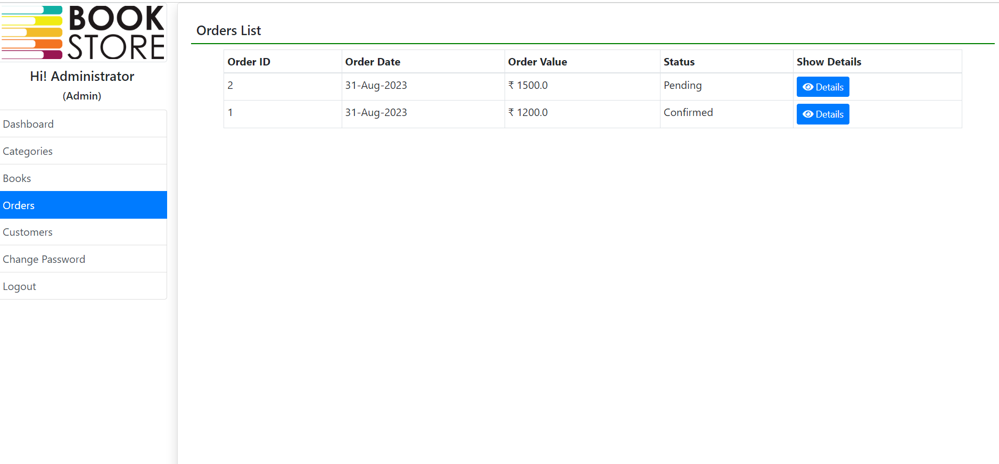 BOOK
STORE
Hi! Administrator
(Admin)
Dashboard
Categories
Books
Orders
Customers
Change Password
Logout
Orders List
Order ID Order Date Order Value Status Show Details
2 31-Aug-2023 ₹ 1500.0 Pending Details
1 31-Aug-2023 ₹ 1200.0 Confirmed Details